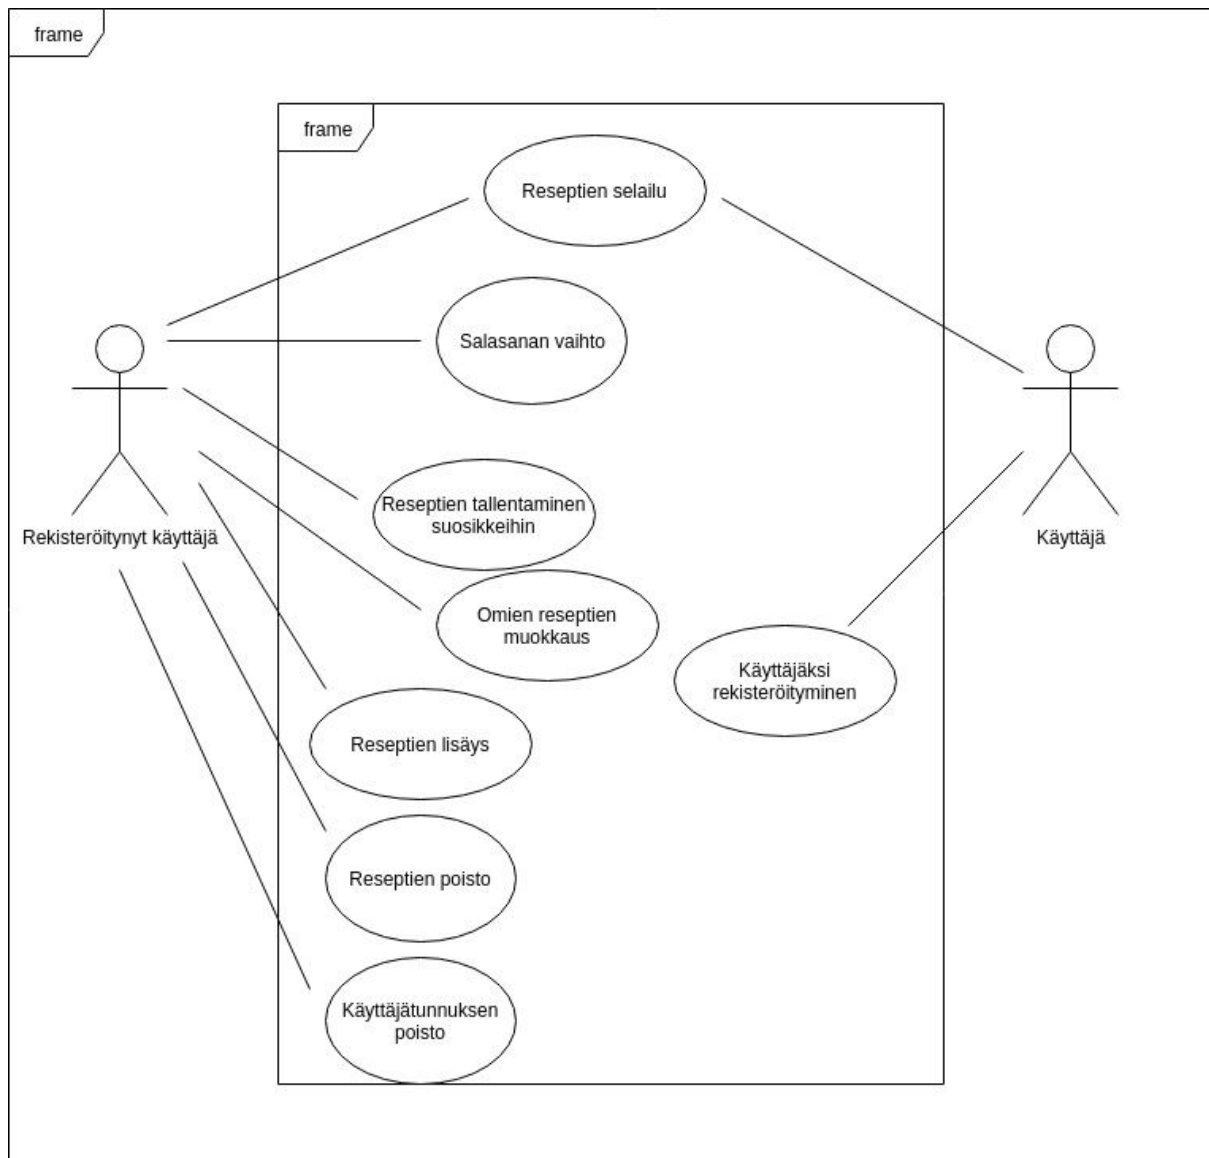 frame
frame
Reseptien selailu
Salasanan vaihto
Reseptien tallentaminen
suosikkeihin
Rekisteröitynyt käyttäjä
Käyttäjä
Omien reseptien
muokkaus
Käyttäjäksi
rekisteröityminen
Reseptien lisäys
Reseptien poisto
Käyttäjätunnuksen
poisto